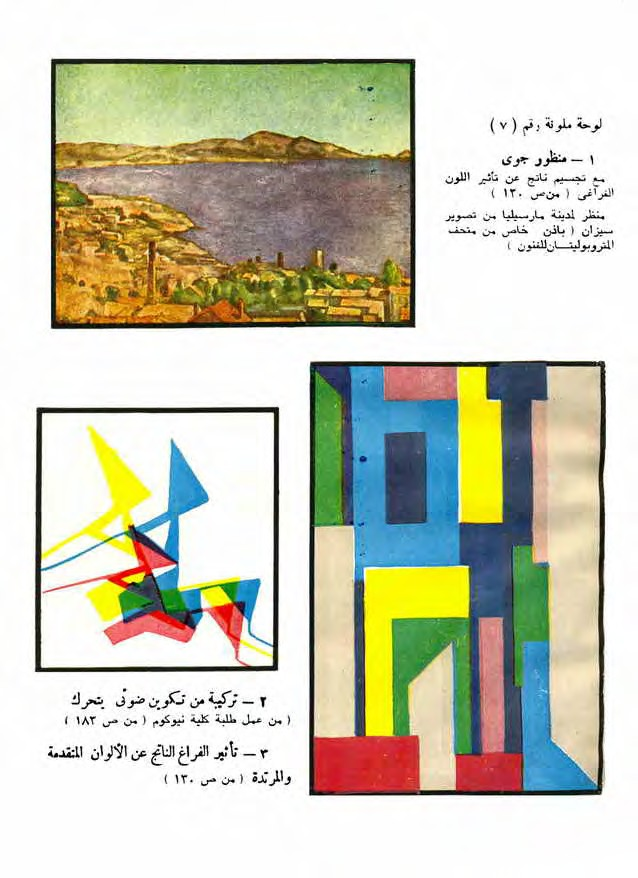 لوحة ملونة رقم ( ٧ )
١ — منظور جوى
مع تجسيم ناتج عن تأثير اللون
الفراغى ( من ص ١٣٠ )
منظر لمدينة مارسيليا من تصوير
سيزان ( باذن خاص من متحف
المتروبوليتـــان للفنون )
٢ — تركيبة من تكوين ضوئى يتحرك
( من عمل طلبة كلية نيوكوم ( من ص ١٨٣ )
٣ — تأثير الفراغ الناتج عن الألوان المتقدمة
والمرتدة ( من ص ١٣٠ )